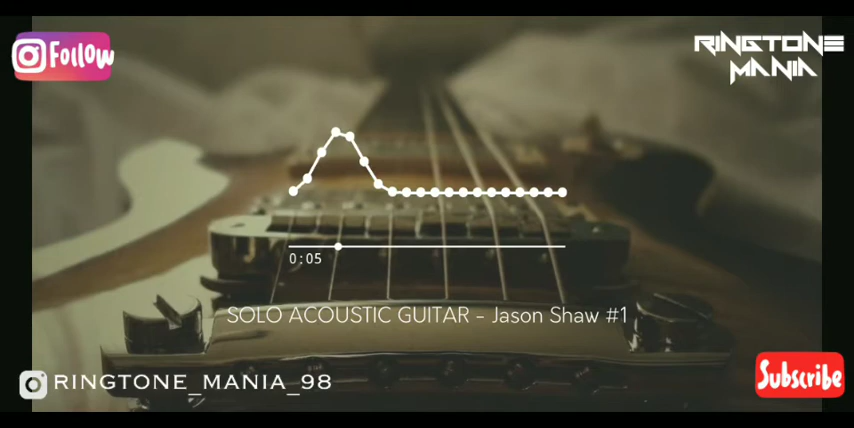 Follow
RINGTONE
MANIA
0:05
SOLO ACOUSTIC GUITAR - Jason Shaw #1
RINGTONE_MANIA_98
Subscribe